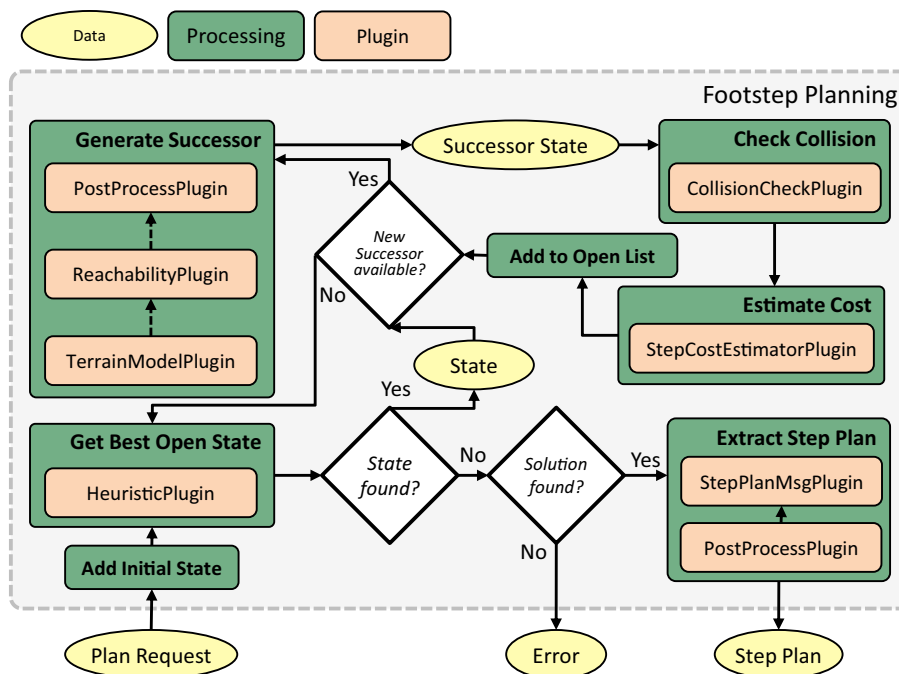 Data
Processing
Plugin
Footstep Planning
Generate Successor
PostProcessPlugin
ReachabilityPlugin
TerrainModelPlugin
Successor State
Check Collision
CollisionCheckPlugin
Yes
New
Successor
available?
No
Add to Open List
Estimate Cost
StepCostEstimatorPlugin
State
Yes
Get Best Open State
HeuristicPlugin
State
found?
No
Solution
found?
Yes
No
Extract Step Plan
StepPlanMsgPlugin
PostProcessPlugin
Add Initial State
Plan Request
Error
Step Plan